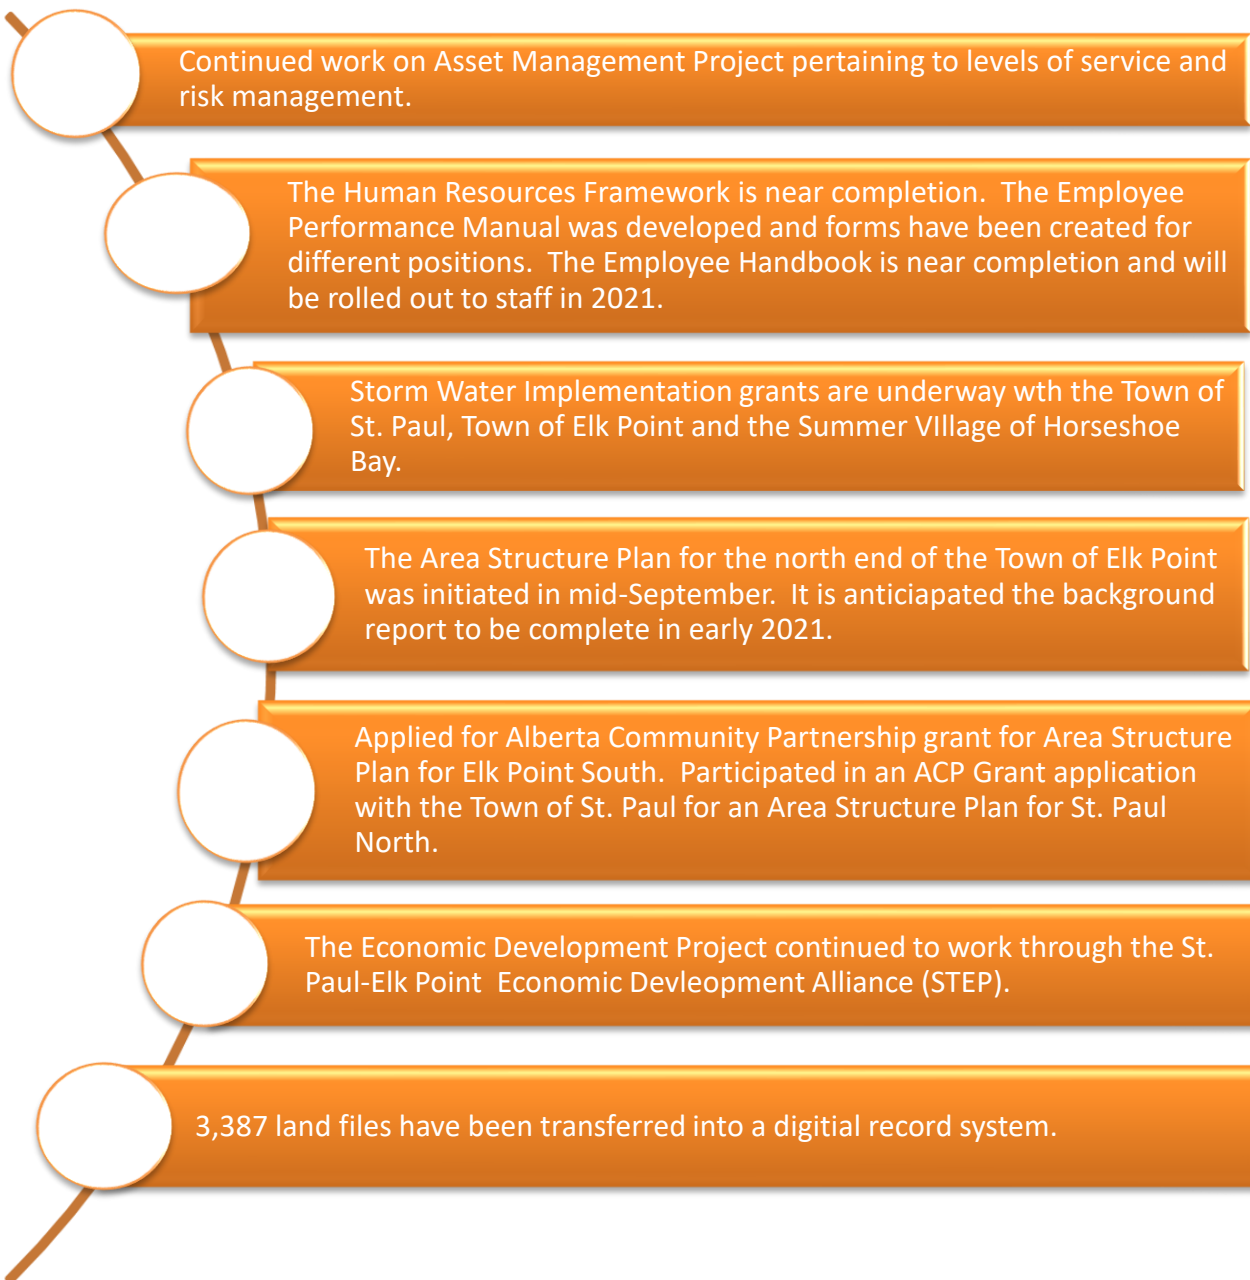 Continued work on Asset Management Project pertaining to levels of service and
risk management.
The Human Resources Framework is near completion.  The Employee
Performance Manual was developed and forms have been created for
different positions.  The Employee Handbook is near completion and will
be rolled out to staff in 2021.
Storm Water Implementation grants are underway wth the Town of
St. Paul, Town of Elk Point and the Summer VIllage of Horseshoe
Bay.
The Area Structure Plan for the north end of the Town of Elk Point
was initiated in mid-September.  It is anticiapated the background
report to be complete in early 2021.
Applied for Alberta Community Partnership grant for Area Structure
Plan for Elk Point South.  Participated in an ACP Grant application
with the Town of St. Paul for an Area Structure Plan for St. Paul
North.
The Economic Development Project continued to work through the St.
Paul-Elk Point  Economic Devleopment Alliance (STEP).
3,387 land files have been transferred into a digitial record system.